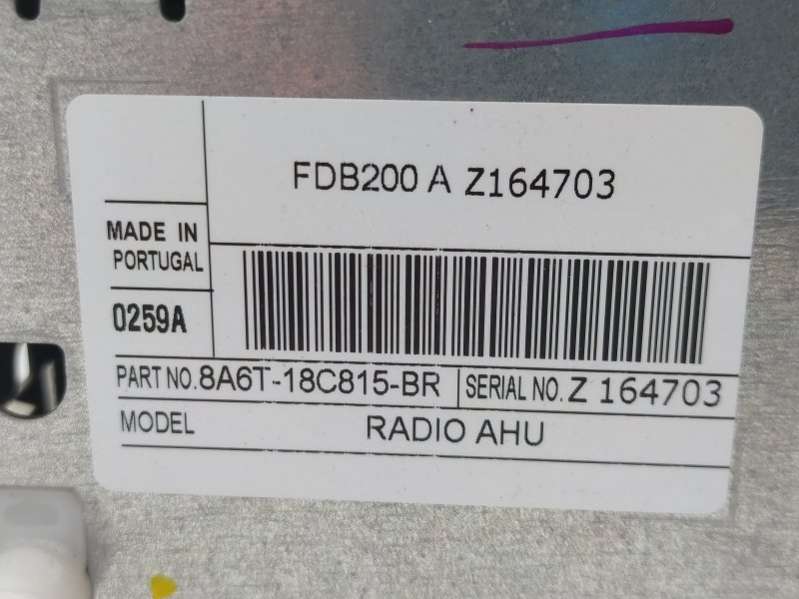 FDB200 A Z164703
MADE IN
PORTUGAL
0259A
PART NO.8A6T-18C815-BR SERIAL NO. Z 164703
MODEL RADIO AHU